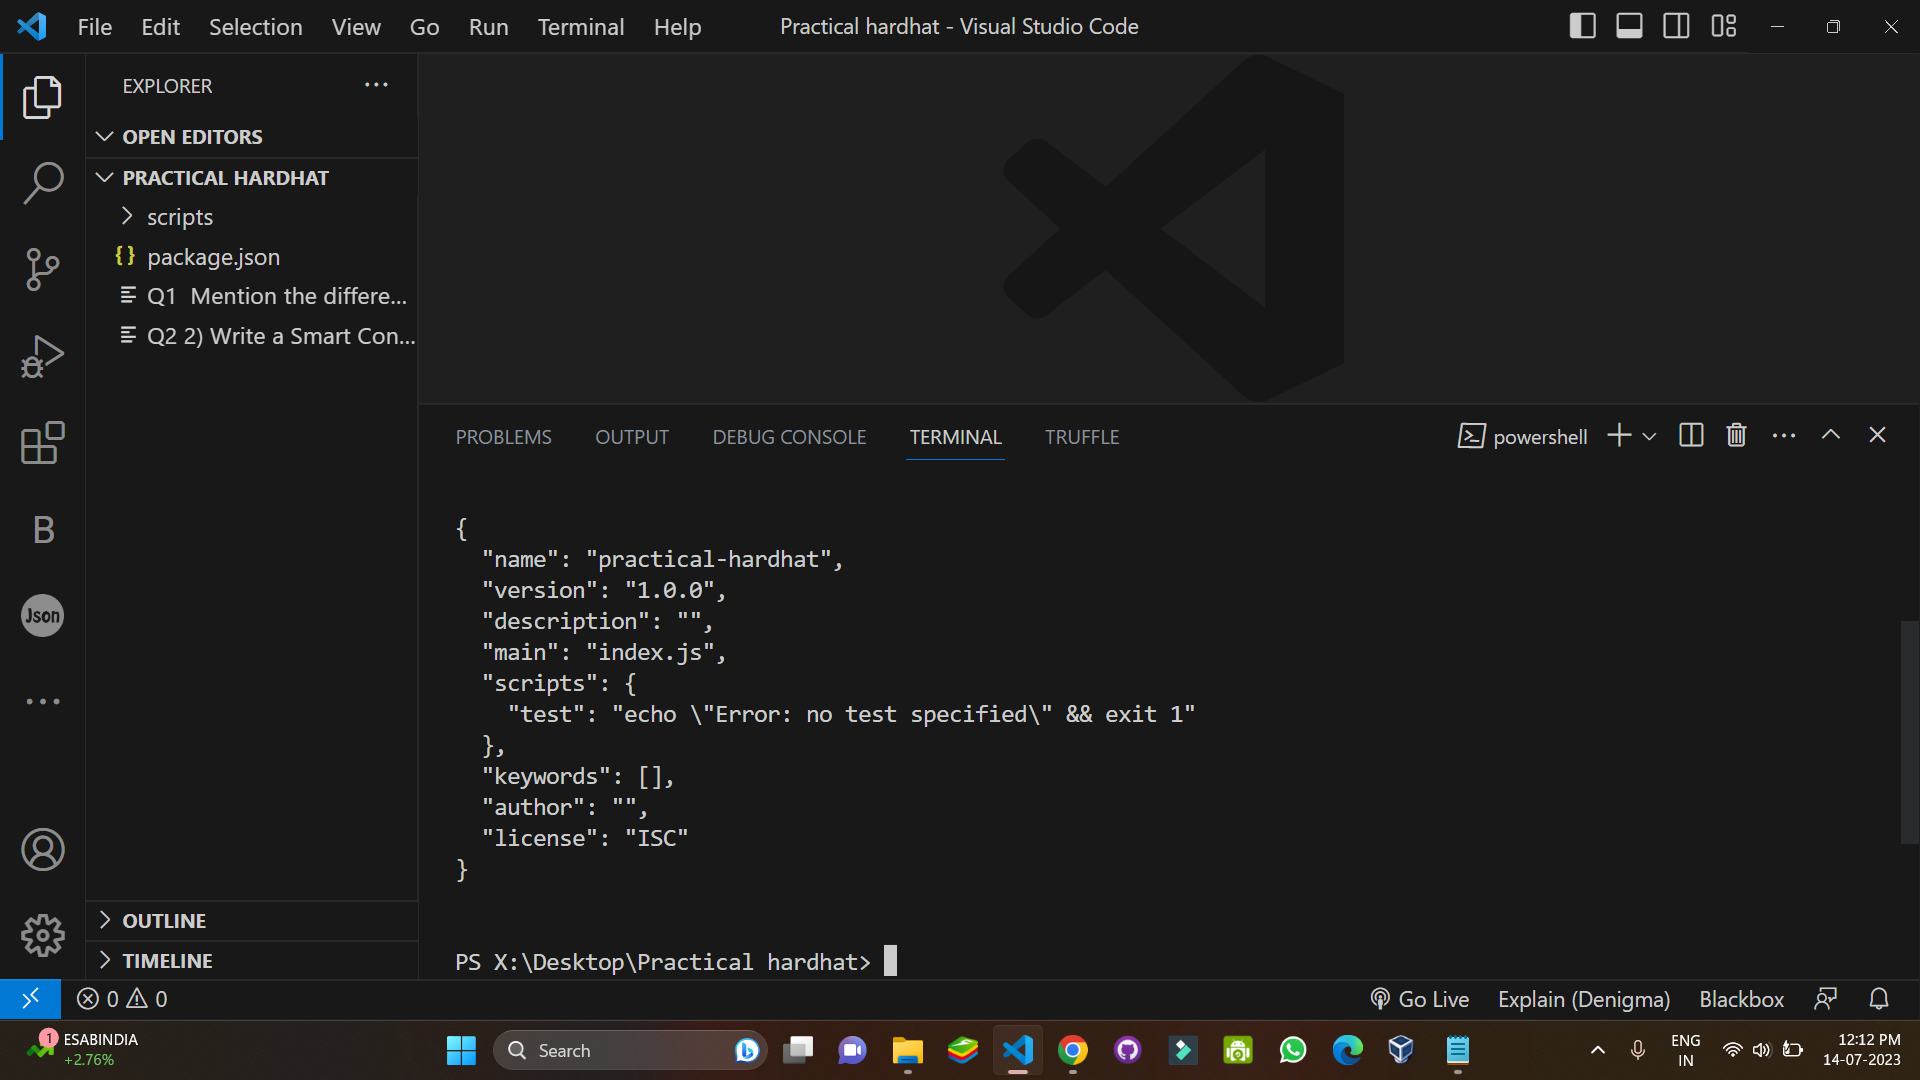 File Edit Selection View Go Run Terminal Help
Practical hardhat - Visual Studio Code
EXPLORER
OPEN EDITORS
PRACTICAL HARDHAT
scripts
{} package.json
Q1 Mention the differe...
Q2 2) Write a Smart Con...
B
Json
OUTLINE
TIMELINE
PROBLEMS OUTPUT DEBUG CONSOLE TERMINAL TRUFFLE
powershell
{
"name": "practical-hardhat",
"version": "1.0.0",
"description": "",
"main": "index.js",
"scripts": {
"test": "echo \"Error: no test specified\" && exit 1"
},
"keywords": [],
"author": "",
"license": "ISC"
}
PS X:\Desktop\Practical hardhat>
0 0
Go Live Explain (Denigma) Blackbox
1
ESABINDIA
+2.76%
Search
ENG
IN
12:12 PM
14-07-2023